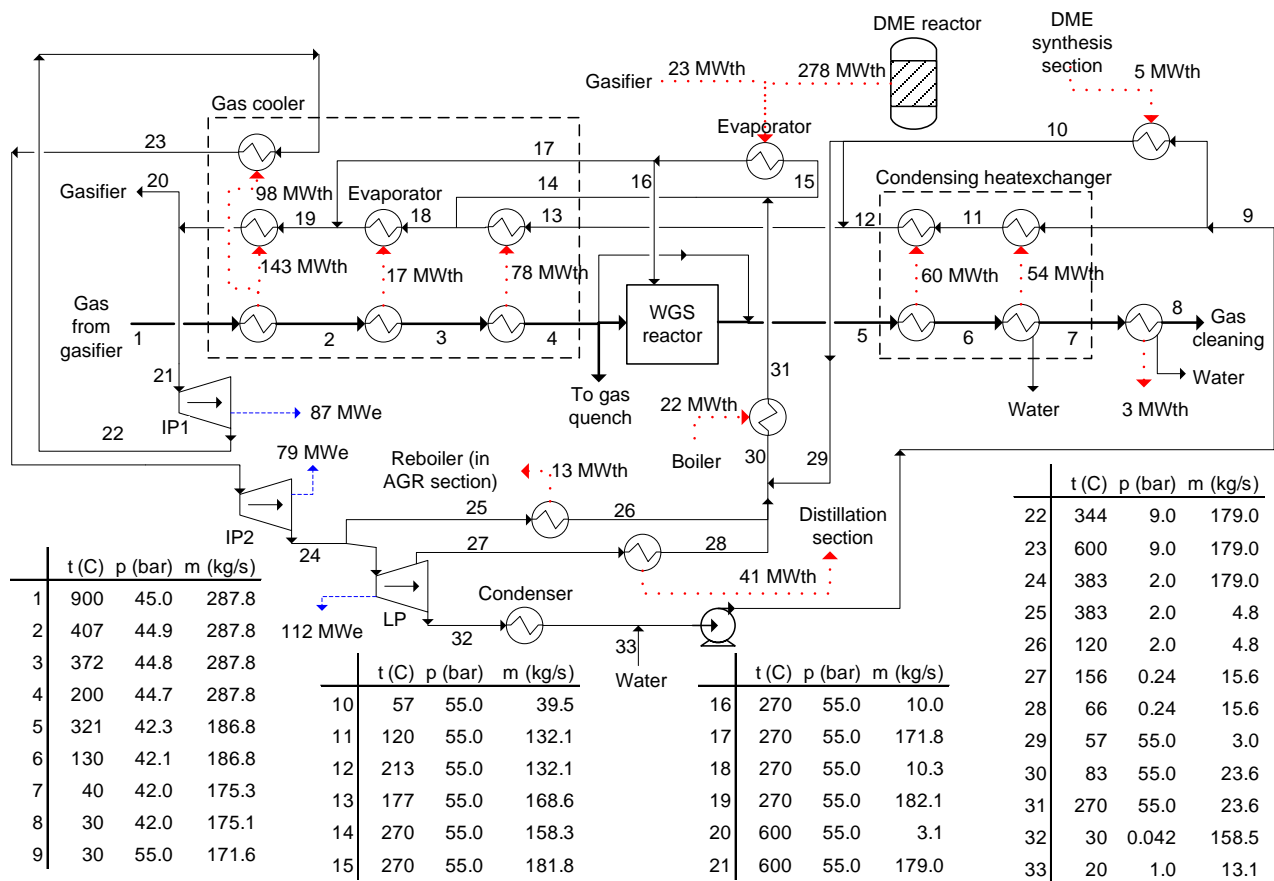 DME reactor
DME
synthesis
section
23 MWth
278 MWth
Gasifier
5 MWth
Gas cooler
Evaporator
10
23
17
15
14
16
Gasifier
20
98 MWth
Evaporator
Condensing heatexchanger
19
18
13
12
11
9
143 MWth
17 MWth
78 MWth
60 MWth
54 MWth
Gas
from
gasifier
WGS
reactor
8
Gas
cleaning
1
2
3
4
5
6
7
21
31
Water
To gas
quench
Water
87 MWe
22 MWth
3 MWth
IP1
22
79 MWe
30
29
Boiler
Reboiler (in
AGR section)
13 MWth
25
26
Distillation
section
IP2
24
27
28
41 MWth
Condenser
LP
112 MWe
32
33
Water
t (C) p (bar) m (kg/s)
1 900 45.0 287.8
2 407 44.9 287.8
3 372 44.8 287.8
4 200 44.7 287.8
5 321 42.3 186.8
6 130 42.1 186.8
7 40 42.0 175.3
8 30 42.0 175.1
9 30 55.0 171.6
t (C) p (bar) m (kg/s)
10 57 55.0 39.5
11 120 55.0 132.1
12 213 55.0 132.1
13 177 55.0 168.6
14 270 55.0 158.3
15 270 55.0 181.8
t (C) p (bar) m (kg/s)
16 270 55.0 10.0
17 270 55.0 171.8
18 270 55.0 10.3
19 270 55.0 182.1
20 600 55.0 3.1
21 600 55.0 179.0
t (C) p (bar) m (kg/s)
22 344 9.0 179.0
23 600 9.0 179.0
24 383 2.0 179.0
25 383 2.0 4.8
26 120 2.0 4.8
27 156 0.24 15.6
28 66 0.24 15.6
29 57 55.0 3.0
30 83 55.0 23.6
31 270 55.0 23.6
32 30 0.042 158.5
33 20 1.0 13.1